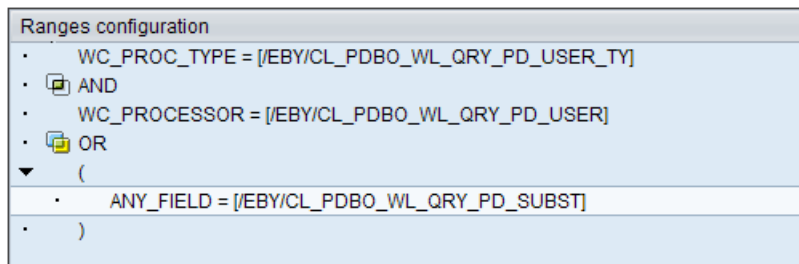 Ranges configuration
WC_PROC_TYPE = [/EBY/CL_PDBO_WL_QRY_PD_USER_TY]
AND
WC_PROCESSOR = [/EBY/CL_PDBO_WL_QRY_PD_USER]
OR
(
ANY_FIELD = [/EBY/CL_PDBO_WL_QRY_PD_SUBST]
)